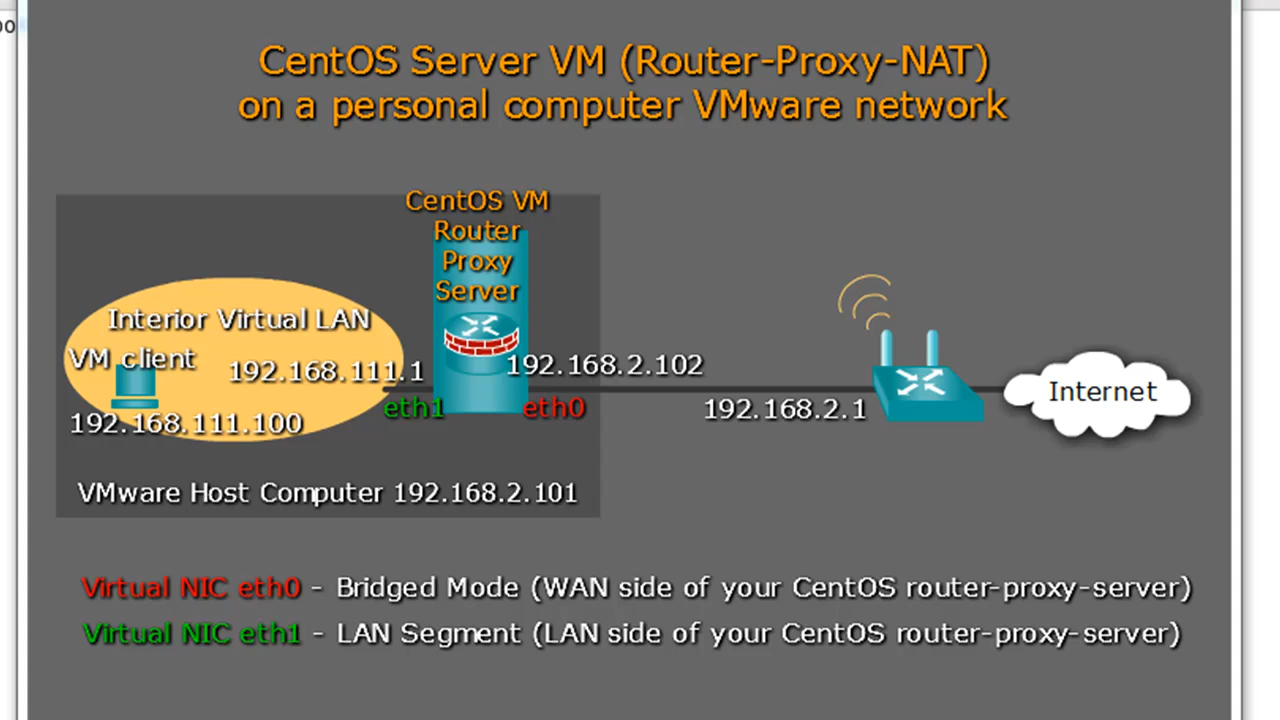 CentOS Server VM (Router-Proxy-NAT)
on a personal computer VMware network
CentOS VM
Router
Proxy
Server
Interior Virtual LAN
VM client
192.168.111.1
192.168.111.100
eth1
192.168.2.102
eth0
192.168.2.1
Internet
VMware Host Computer 192.168.2.101
Virtual NIC eth0 - Bridged Mode (WAN side of your CentOS router-proxy-server)
Virtual NIC eth1 - LAN Segment (LAN side of your CentOS router-proxy-server)